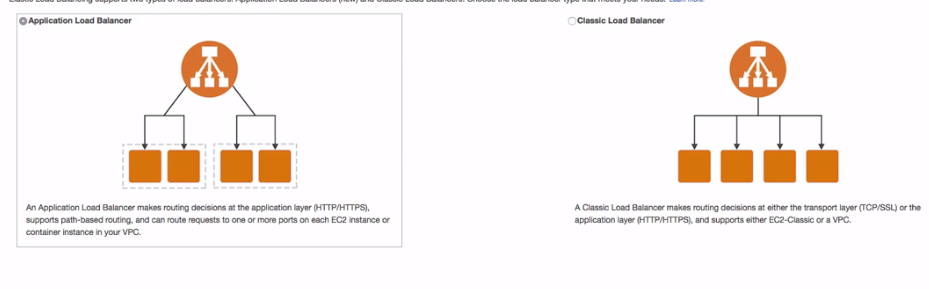 Elastic Load Balancing supports two types of load balancers: Application Load Balancers (new) and Classic Load Balancers. Choose the load balancer type that meets your needs. Learn more
Application Load Balancer
Classic Load Balancer
An Application Load Balancer makes routing decisions at the application layer (HTTP/HTTPS),
supports path-based routing, and can route requests to one or more ports on each EC2 instance or
container instance in your VPC.
A Classic Load Balancer makes routing decisions at either the transport layer (TCP/SSL) or the
application layer (HTTP/HTTPS), and supports either EC2-Classic or a VPC.